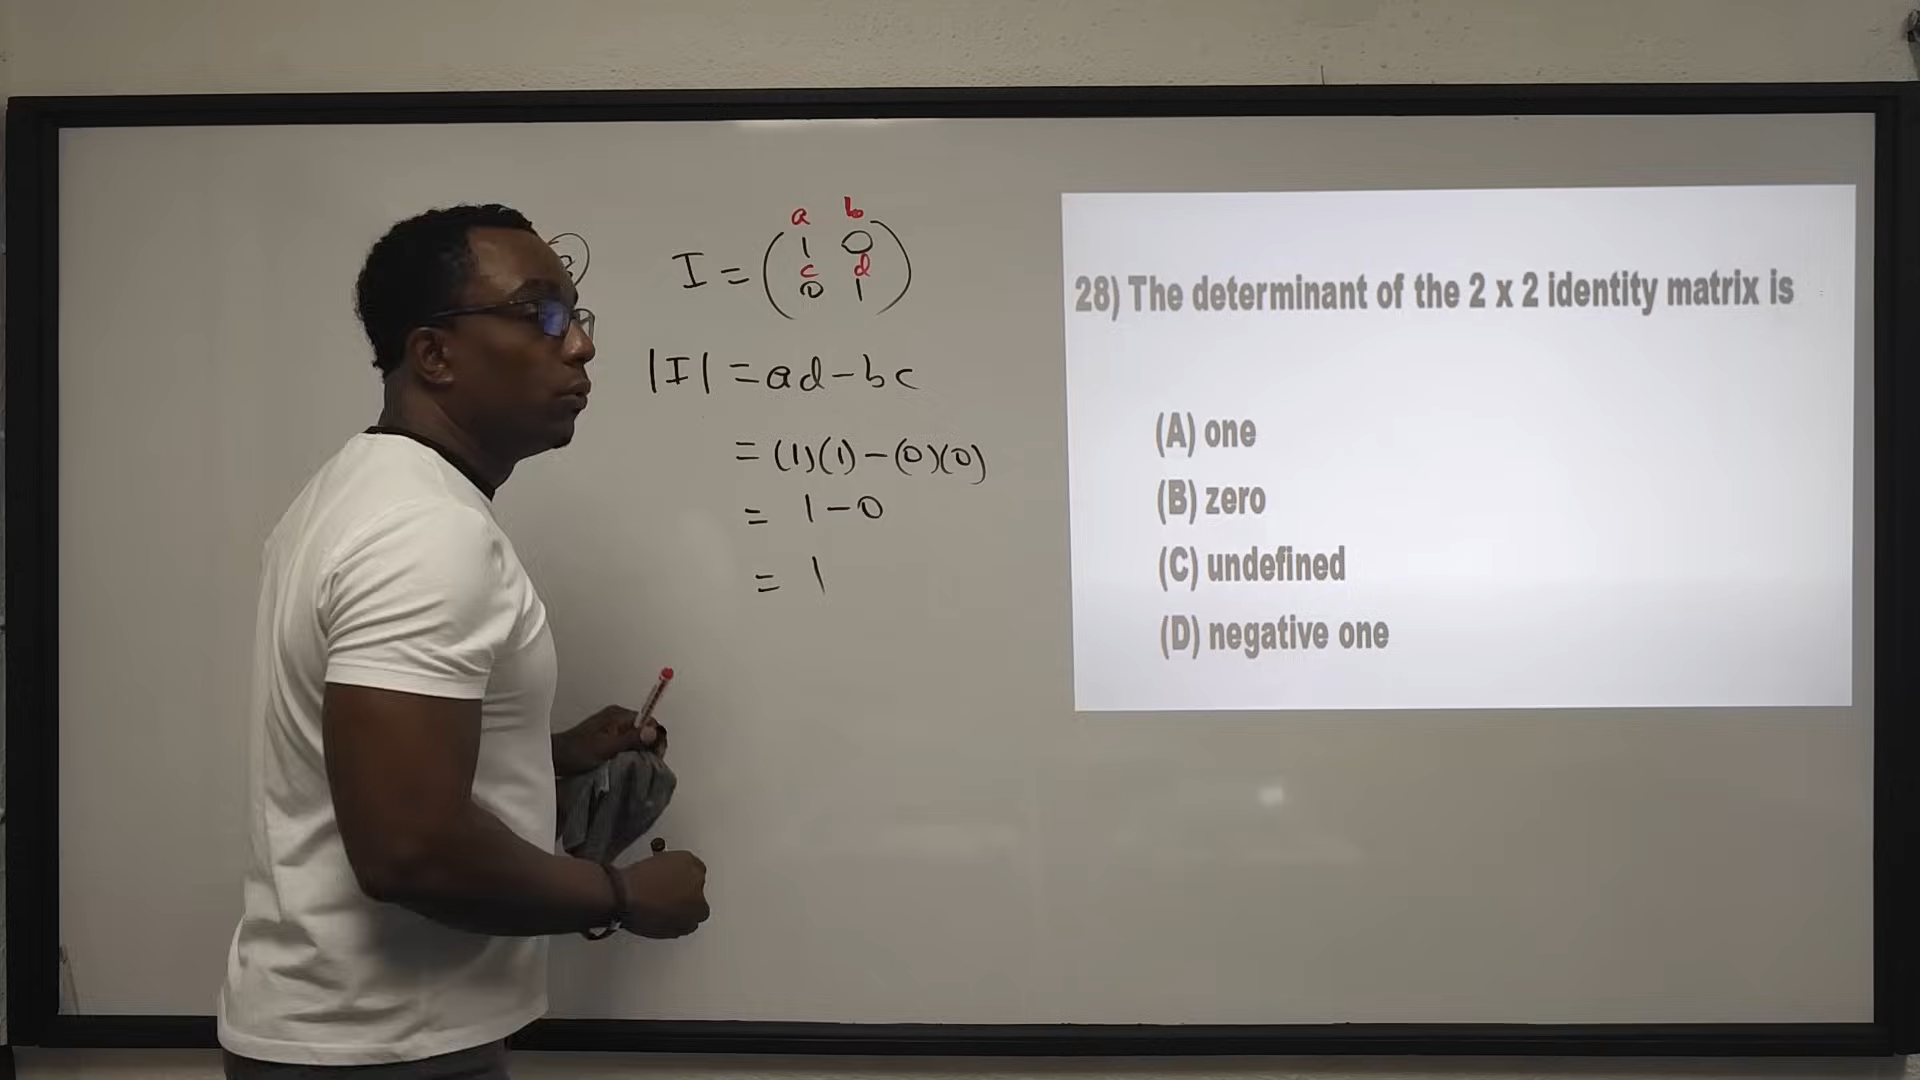 a b
I = ( 1 0
c d
0 1 )
|I| = ad - bc
= (1)(1) - (0)(0)
= 1 - 0
= 1
28) The determinant of the 2 x 2 identity matrix is
(A) one
(B) zero
(C) undefined
(D) negative one